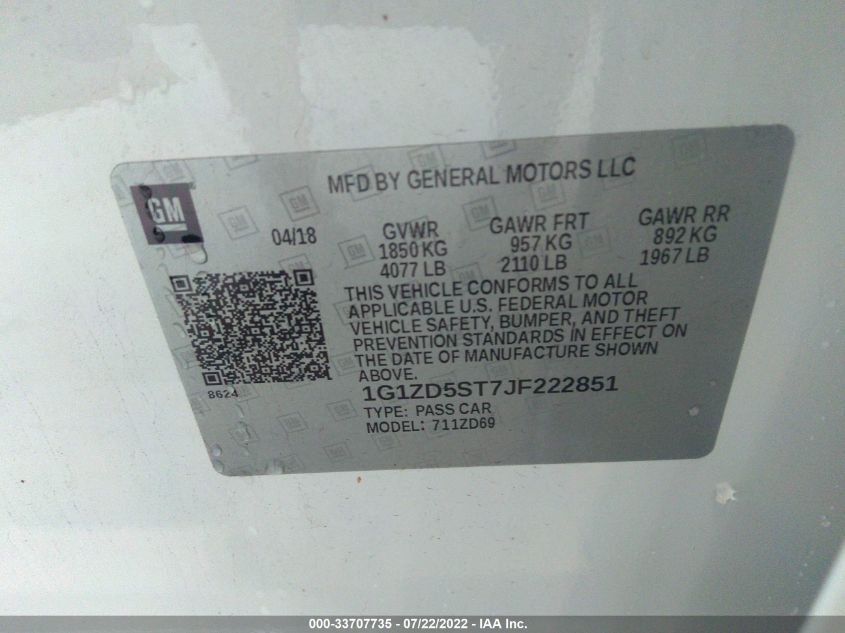 MFD BY GENERAL MOTORS LLC
GM
04/18
GVWR
1850 KG
4077 LB
GAWR FRT
957 KG
2110 LB
GAWR RR
892 KG
1967 LB
THIS VEHICLE CONFORMS TO ALL
APPLICABLE U.S. FEDERAL MOTOR
VEHICLE SAFETY, BUMPER, AND THEFT
PREVENTION STANDARDS IN EFFECT ON
THE DATE OF MANUFACTURE SHOWN
ABOVE.
8624
1G1ZD5ST7JF222851
TYPE: PASS CAR
MODEL: 711ZD69
000-33707735 - 07/22/2022 - IAA Inc.